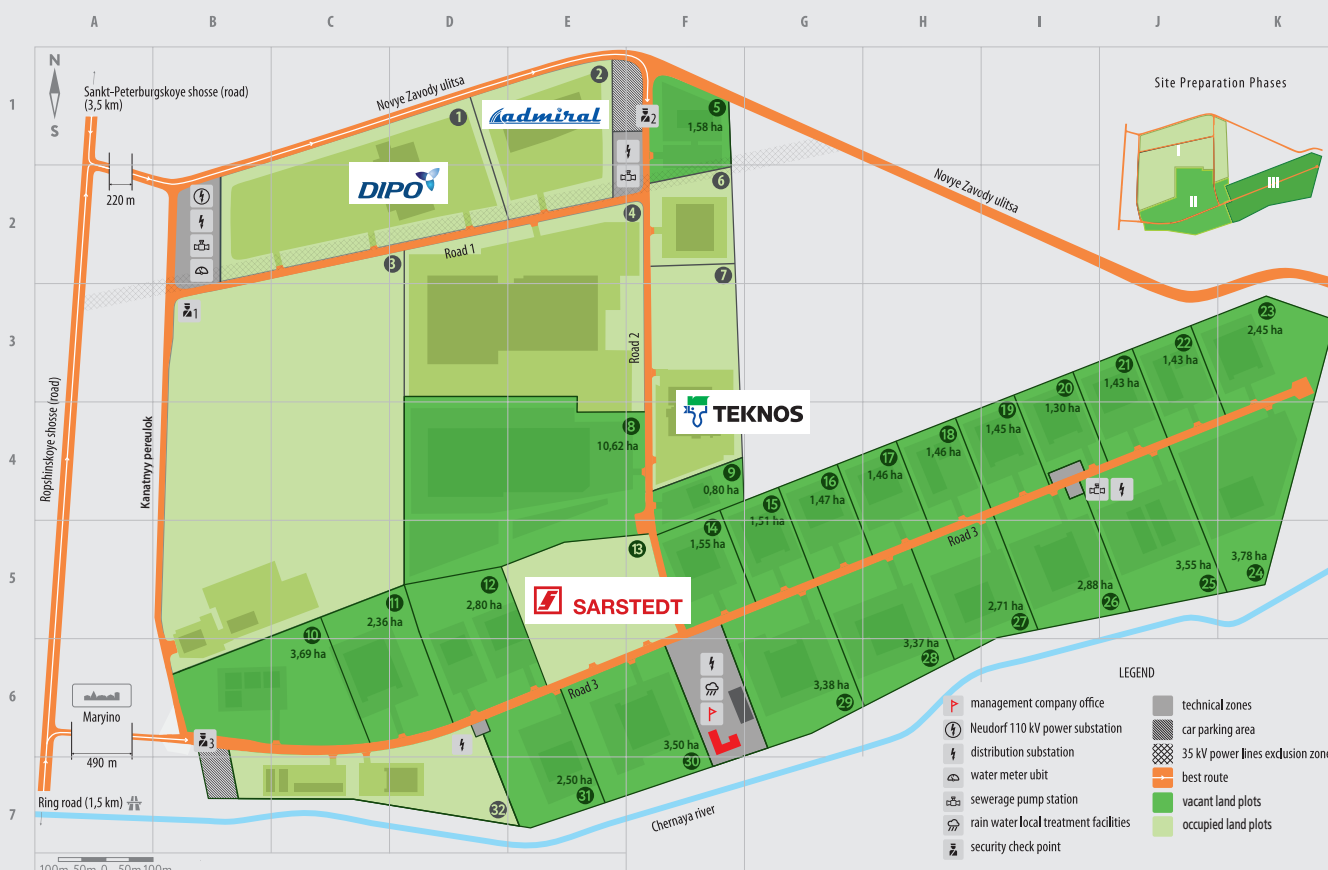 A B C D E F G H I J K
1
2
3
4
5
6
7
N
S
Sankt-Peterburgskoye shosse (road)
(3,5 km)
220 m
Novye Zavody ulitsa
Novye Zavody ulitsa
Site Preparation Phases
I
II
III
1
DIPO
2
admiral
2
5
1,58 ha
6
7
4
Road 1
3
1
Road 2
Ropshinskoye shosse (road)
Kanatnyy pereulok
TEKNOS
8
10,62 ha
9
0,80 ha
14
1,55 ha
15
1,51 ha
16
1,47 ha
17
1,46 ha
18
1,46 ha
19
1,45 ha
20
1,30 ha
21
1,43 ha
22
1,43 ha
23
2,45 ha
13
SARSTEDT
12
2,80 ha
11
2,36 ha
10
3,69 ha
Road 3
Road 3
3,78 ha
24
3,55 ha
25
2,88 ha
26
2,71 ha
27
3,37 ha
28
3,38 ha
29
3,50 ha
30
2,50 ha
31
32
Maryino
490 m
3
Ring road (1,5 km)
Chernaya river
100m 50m 0 50m 100m
LEGEND
management company office
Neudorf 110 kV power substation
distribution substation
water meter ubit
sewerage pump station
rain water local treatment facilities
security check point
technical zones
car parking area
35 kV power lines exclusion zone
best route
vacant land plots
occupied land plots